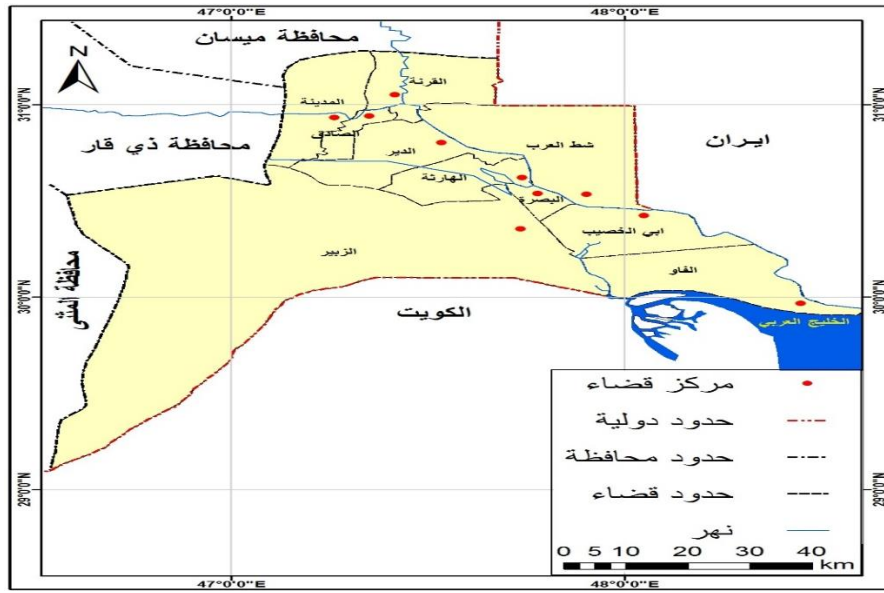 47°0'0"E 48°0'0"E
محافظة ميسان
N
القرنة
المدينة
31°0'0"N 31°0'0"N
الصادق
شط العرب
ايران
محافظة ذي قار
الدير
الهارثة
البصرة
ابي الخصيب
الزبير
الفاو
محافظة المثنى
30°0'0"N 30°0'0"N
الكويت
الخليج العربي
مركز قضاء
حدود دولية
حدود محافظة
حدود قضاء
نهر
29°0'0"N 29°0'0"N
0 5 10 20 30 40
km
47°0'0"E 48°0'0"E